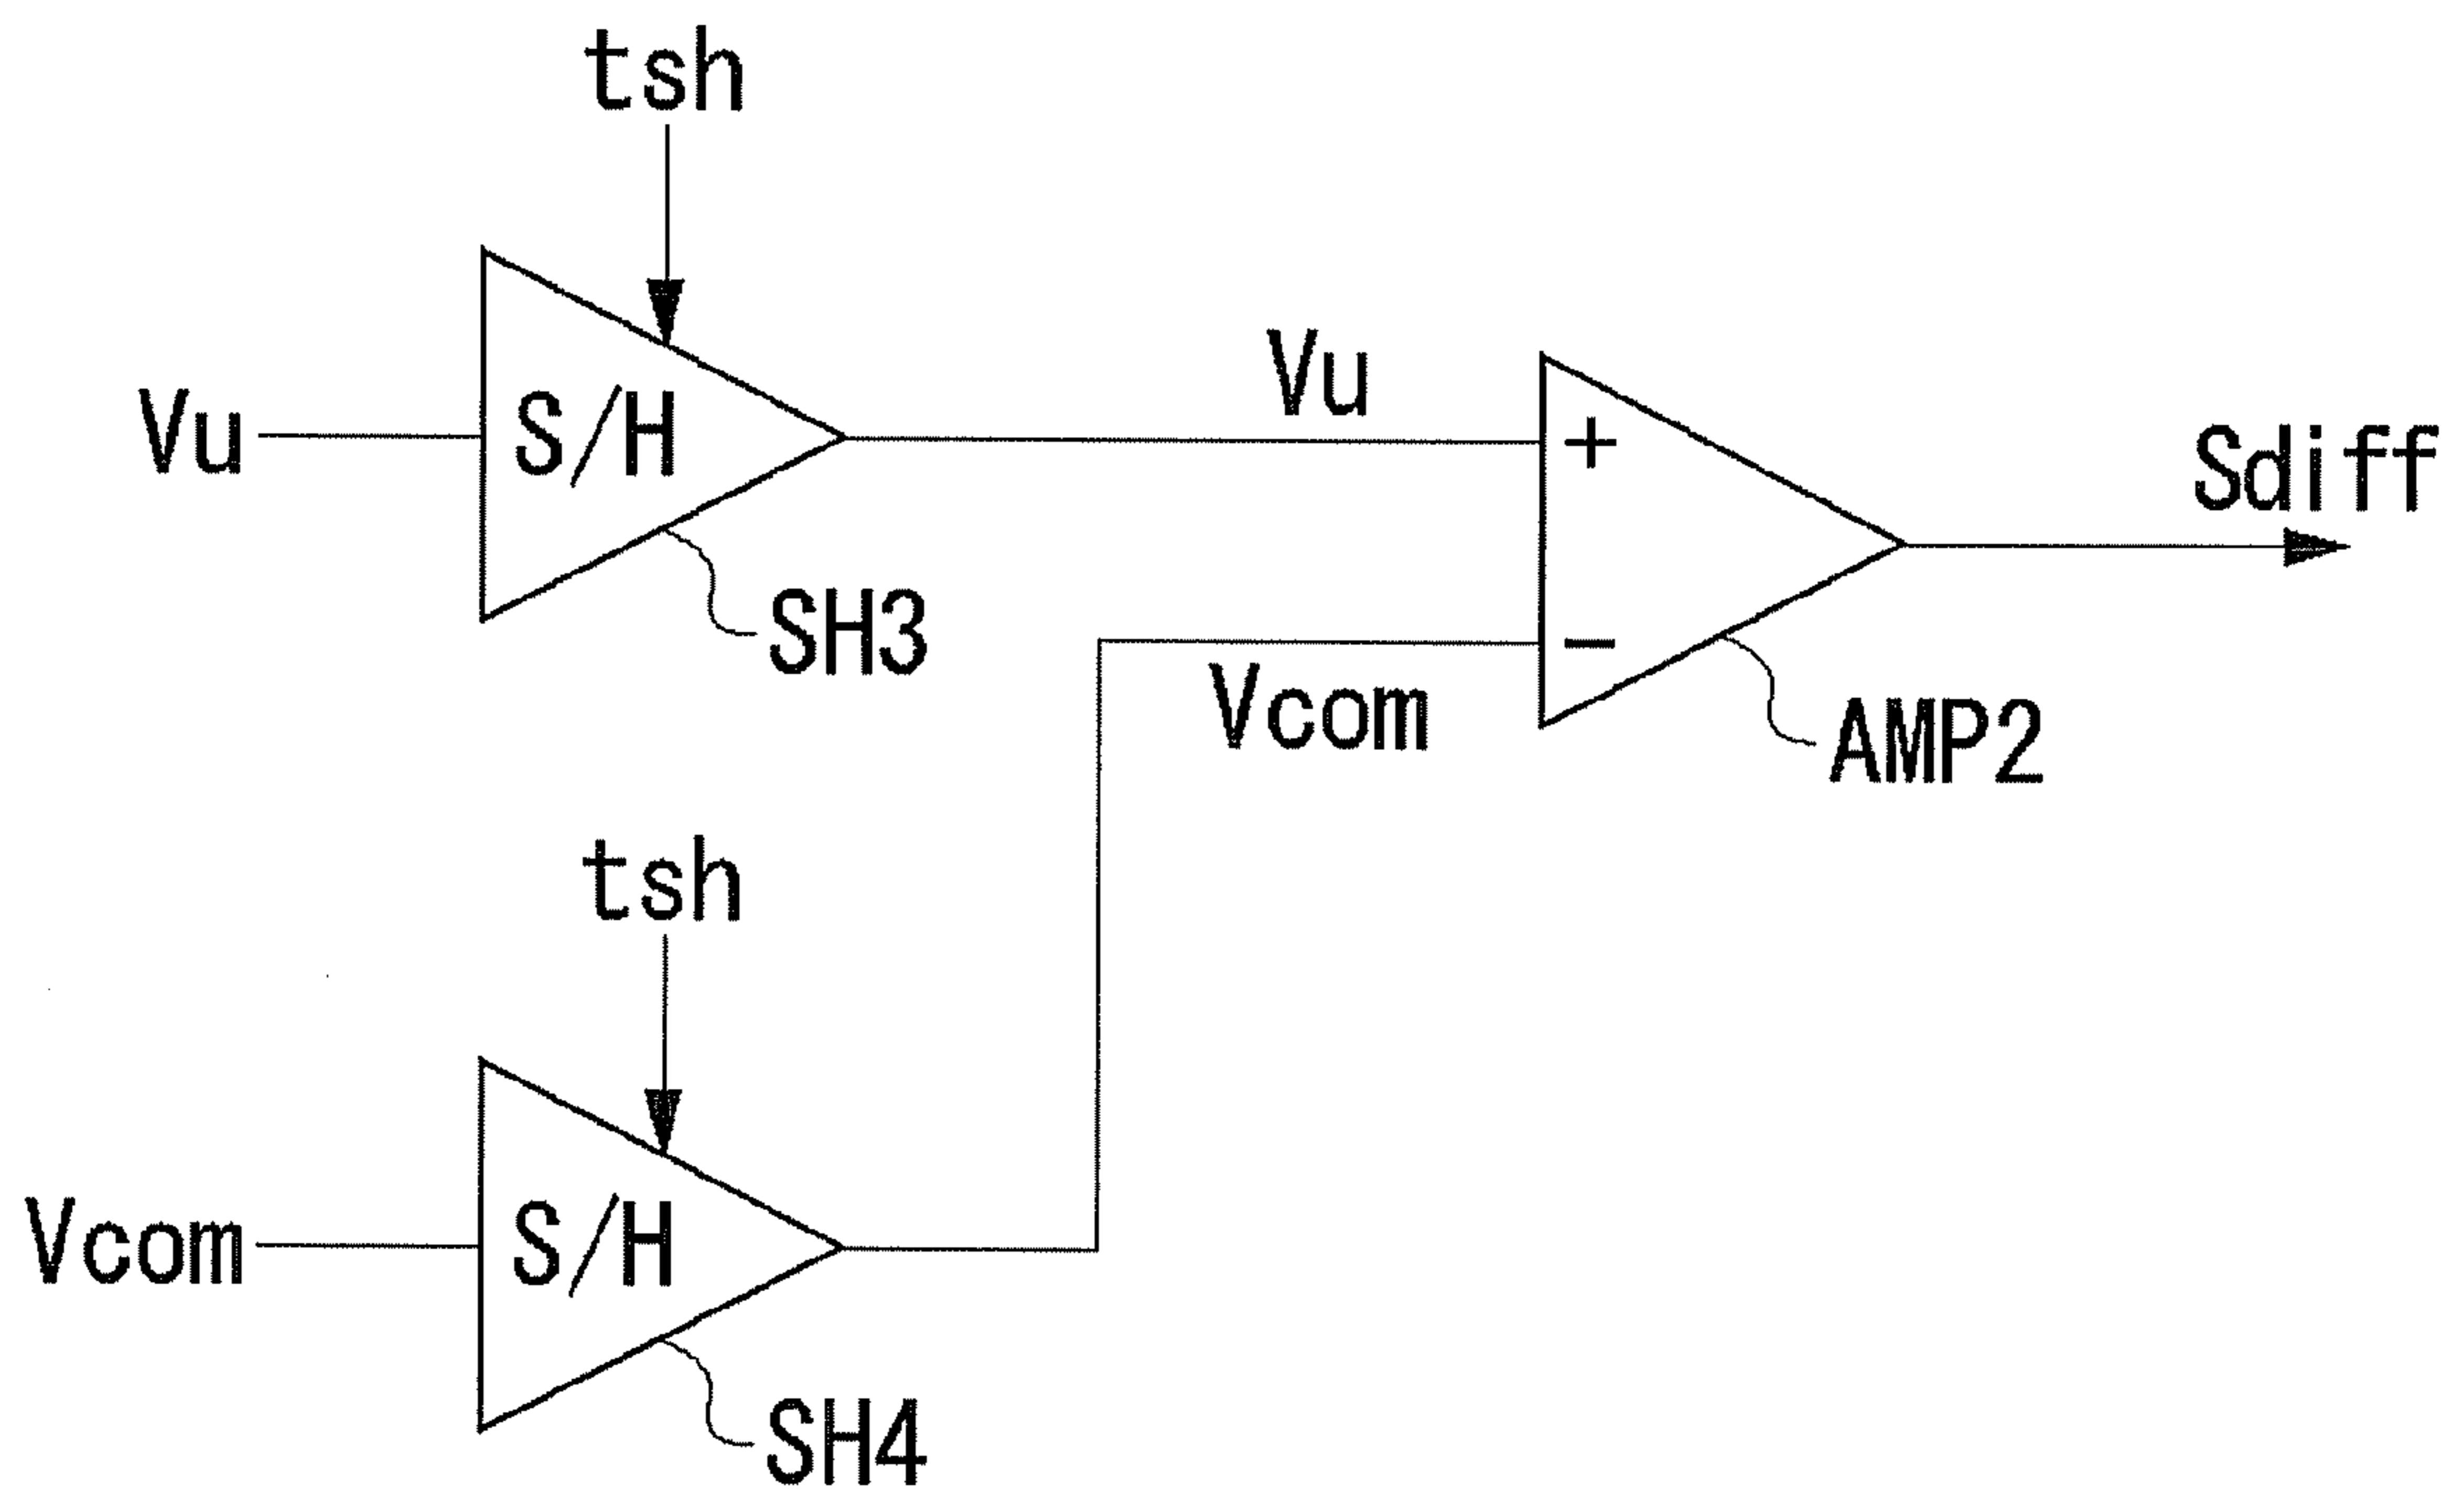 tsh
Vu
S/H
SH3
Vu
+
Sdiff
Vcom
−
AMP2
tsh
Vcom
S/H
SH4